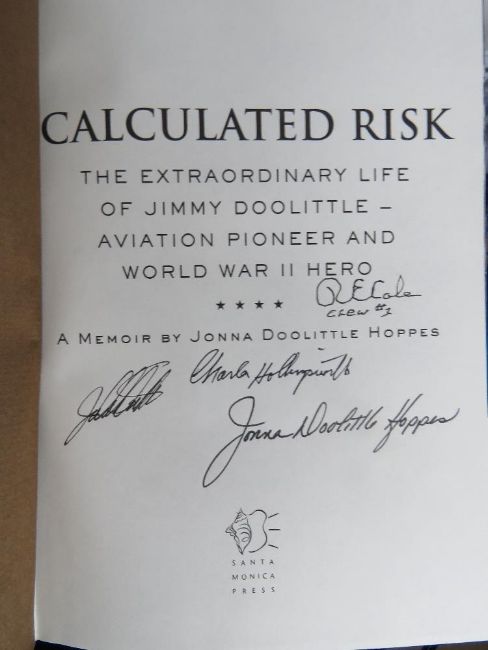 CALCULATED RISK
THE EXTRAORDINARY LIFE
OF JIMMY DOOLITTLE –
AVIATION PIONEER AND
WORLD WAR II HERO
R E Cole
crew #1
★ ★ ★ ★
A MEMOIR BY JONNA DOOLITTLE HOPPES
Charla Hollingsworth
Jonna Doolittle Hoppes
SANTA
MONICA
PRESS